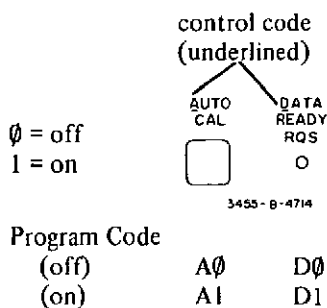 control code
(underlined)
AUTO CAL
DATA READY RQS
Ø = off
1 = on
3455-B-4714
Program Code
(off) AØ DØ
(on) A1 D1